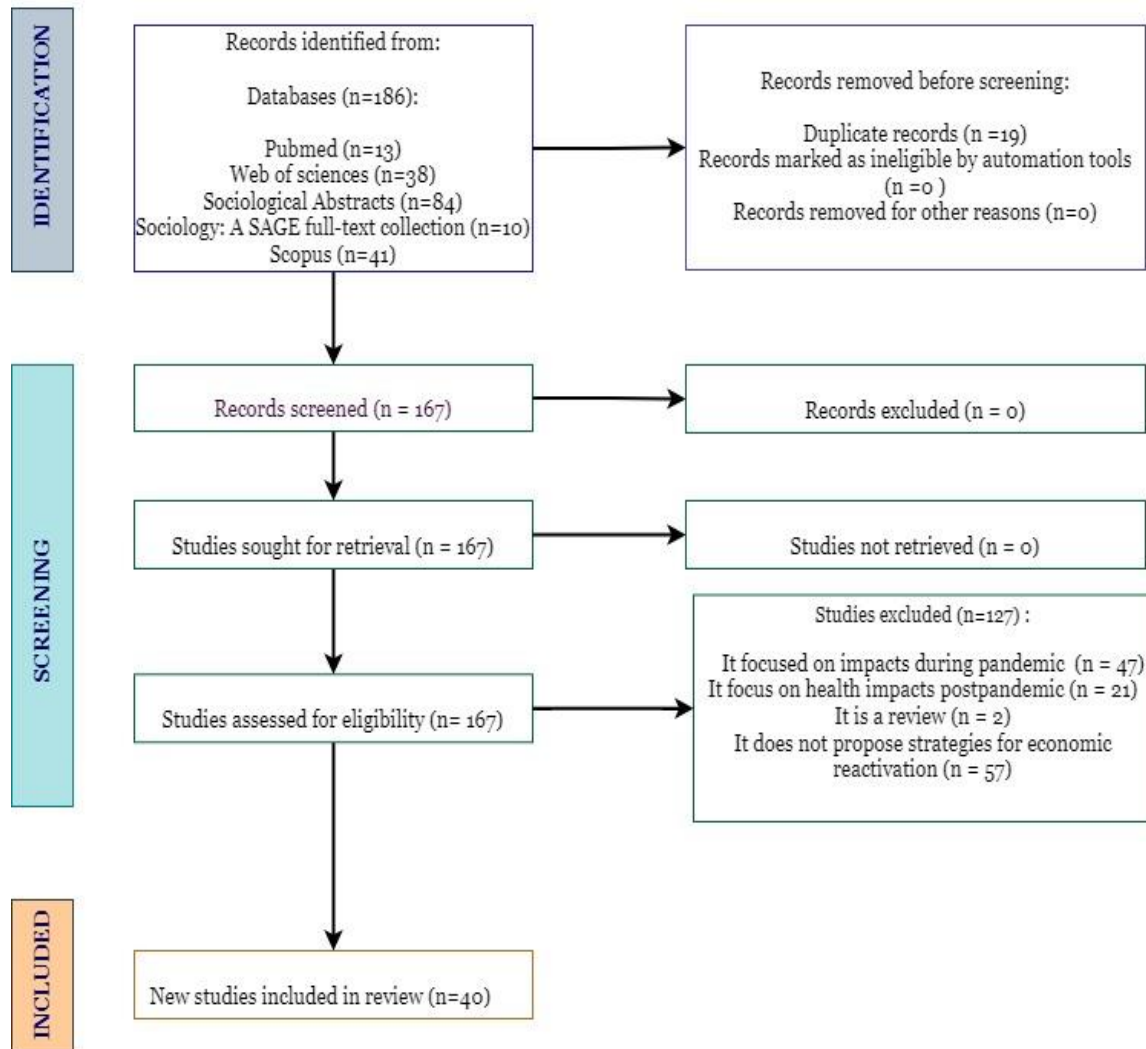 IDENTIFICATION
Records identified from:
Databases (n=186):
Pubmed (n=13)
Web of sciences (n=38)
Sociological Abstracts (n=84)
Sociology: A SAGE full-text collection (n=10)
Scopus (n=41)
Records removed before screening:
Duplicate records (n =19)
Records marked as ineligible by automation tools
(n =0 )
Records removed for other reasons (n=0)
SCREENING
Records screened (n = 167)
Records excluded (n = 0)
Studies sought for retrieval (n = 167)
Studies not retrieved (n = 0)
Studies assessed for eligibility (n= 167)
Studies excluded (n=127) :
It focused on impacts during pandemic (n = 47)
It focus on health impacts postpandemic (n = 21)
It is a review (n = 2)
It does not propose strategies for economic
reactivation (n = 57)
INCLUDED
New studies included in review (n=40)